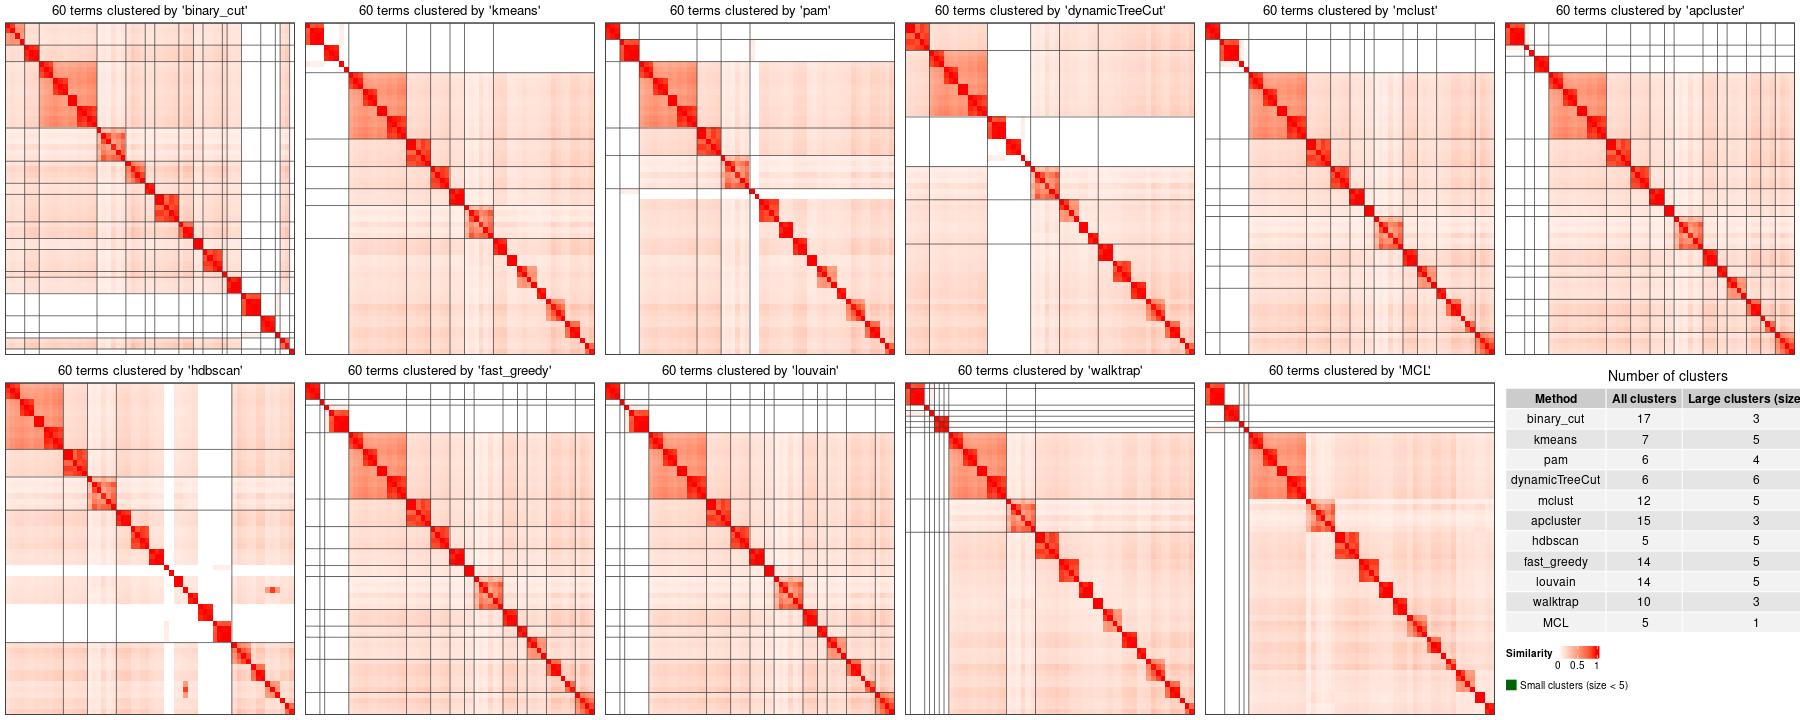 60 terms clustered by 'binary_cut'
60 terms clustered by 'kmeans'
60 terms clustered by 'pam'
60 terms clustered by 'dynamicTreeCut'
60 terms clustered by 'mclust'
60 terms clustered by 'apcluster'
60 terms clustered by 'hdbscan'
60 terms clustered by 'fast_greedy'
60 terms clustered by 'louvain'
60 terms clustered by 'walktrap'
60 terms clustered by 'MCL'
Number of clusters
Method All clusters Large clusters (size
binary_cut 17 3
kmeans 7 5
pam 6 4
dynamicTreeCut 6 6
mclust 12 5
apcluster 15 3
hdbscan 5 5
fast_greedy 14 5
louvain 14 5
walktrap 10 3
MCL 5 1
Similarity
0 0.5 1
Small clusters (size < 5)